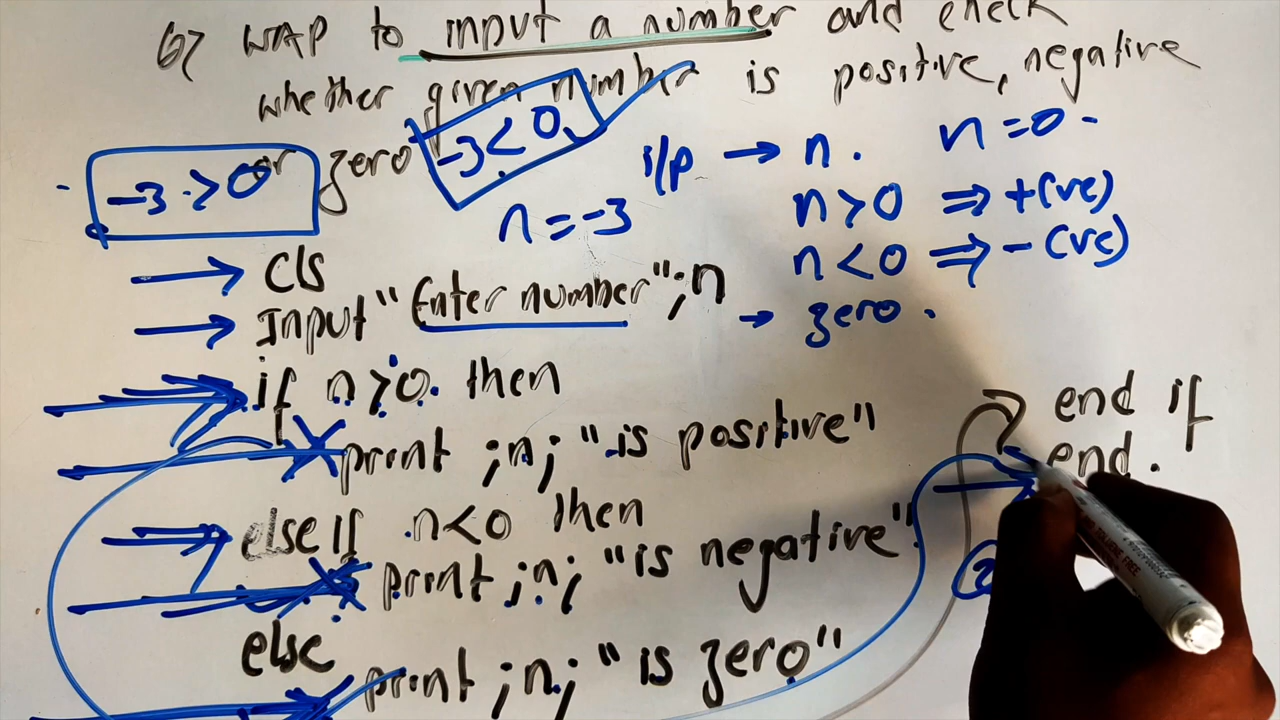 6) WAP to input a number and check
whether given number is positive, negative
or zero"
-3 > 0
-3 < 0
n = -3
i/p → n.
n = 0
n > 0 ⇒ +(ve)
n < 0 ⇒ - (ve)
→ zero.
cls
Input "Enter number";n
if n > 0 then
print ;n; "is positive"
else if n < 0 then
print ;n; "is negative"
else
print ;n; "is zero"
end if
end.